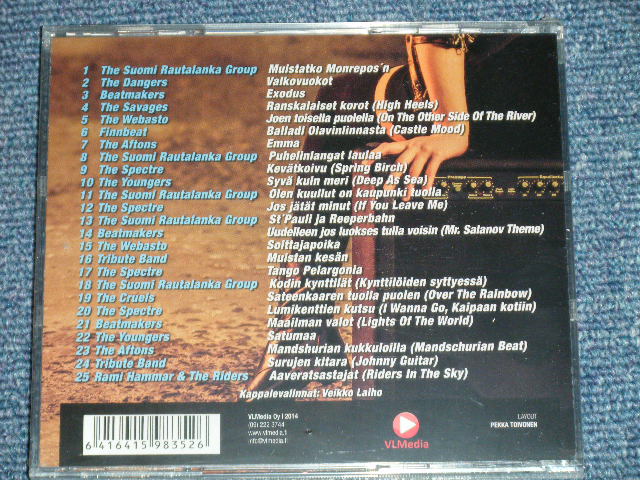 1 The Suomi Rautalanka Group Muistatko Monrepos´n
2 The Dangers Valkovuokot
3 Beatmakers Exodus
4 The Savages Ranskalaiset korot (High Heels)
5 The Webasto Joen toisella puolella (On The Other Side Of The River)
6 Finnbeat Balladi Olavinlinnasta (Castle Mood)
7 The Aftons Emma
8 The Suomi Rautalanka Group Puhelinlangat laulaa
9 The Spectre Kevätkoivu (Spring Birch)
10 The Youngers Syvä kuin meri (Deep As Sea)
11 The Suomi Rautalanka Group Olen kuullut on kaupunki tuolla
12 The Spectre Jos jätät minut (If You Leave Me)
13 The Suomi Rautalanka Group St´Pauli ja Reeperbahn
14 Beatmakers Uudelleen jos luokses tulla voisin (Mr. Salanov Theme)
15 The Webasto Soittajapoika
16 Tribute Band Muistan kesän
17 The Spectre Tango Pelargonia
18 The Suomi Rautalanka Group Kodin kynttilät (Kynttilöiden syttyessä)
19 The Cruels Sateenkaaren tuolla puolen (Over The Rainbow)
20 The Spectre Lumikenttien kutsu (I Wanna Go, Kaipaan kotiin)
21 Beatmakers Maailman valot (Lights Of The World)
22 The Youngers Satumaa
23 The Aftons Mandshurian kukkuloilla (Mandschurian Beat)
24 Tribute Band Surujen kitara (Johnny Guitar)
25 Rami Hammar & The Riders Aaveratsastajat (Riders In The Sky)
Kappalevalinnat: Veikko Laiho
VLMedia Oy | 2014
(09) 222 3744
www.vlmedia.fi
info@vlmedia.fi
6 416415 983526
VLMedia
LAYOUT
PEKKA TOIVONEN